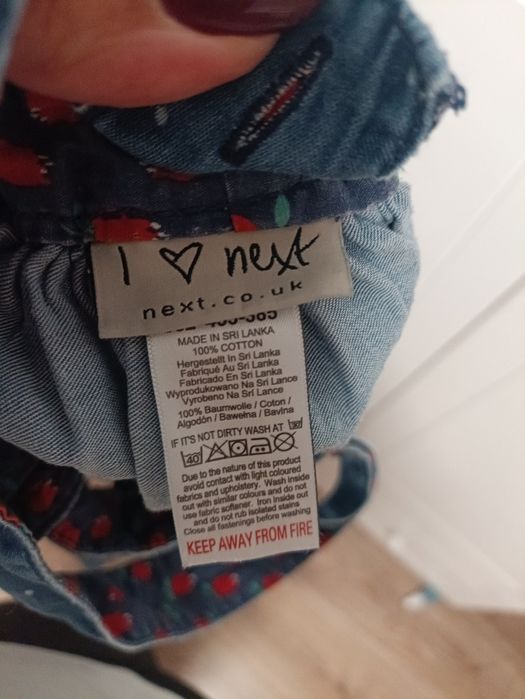 I ♡ next
next.co.uk
MADE IN SRI LANKA
100% COTTON
Hergestellt In Sri Lanka
Fabriqué Au Sri Lanka
Fabricado En Sri Lanka
Wyprodukowano Na Sri Lance
Vyrobeno Na Sri Lance
100% Baumwolle / Coton /
Algodón / Bawełna / Bavlna
IF IT'S NOT DIRTY WASH AT 30°
40
Due to the nature of this product
avoid contact with light coloured
fabrics and upholstery. Wash inside
out with similar colours and do not
use fabric softener. Iron inside out
and do not rub isolated stains
Close all fastenings before washing
KEEP AWAY FROM FIRE